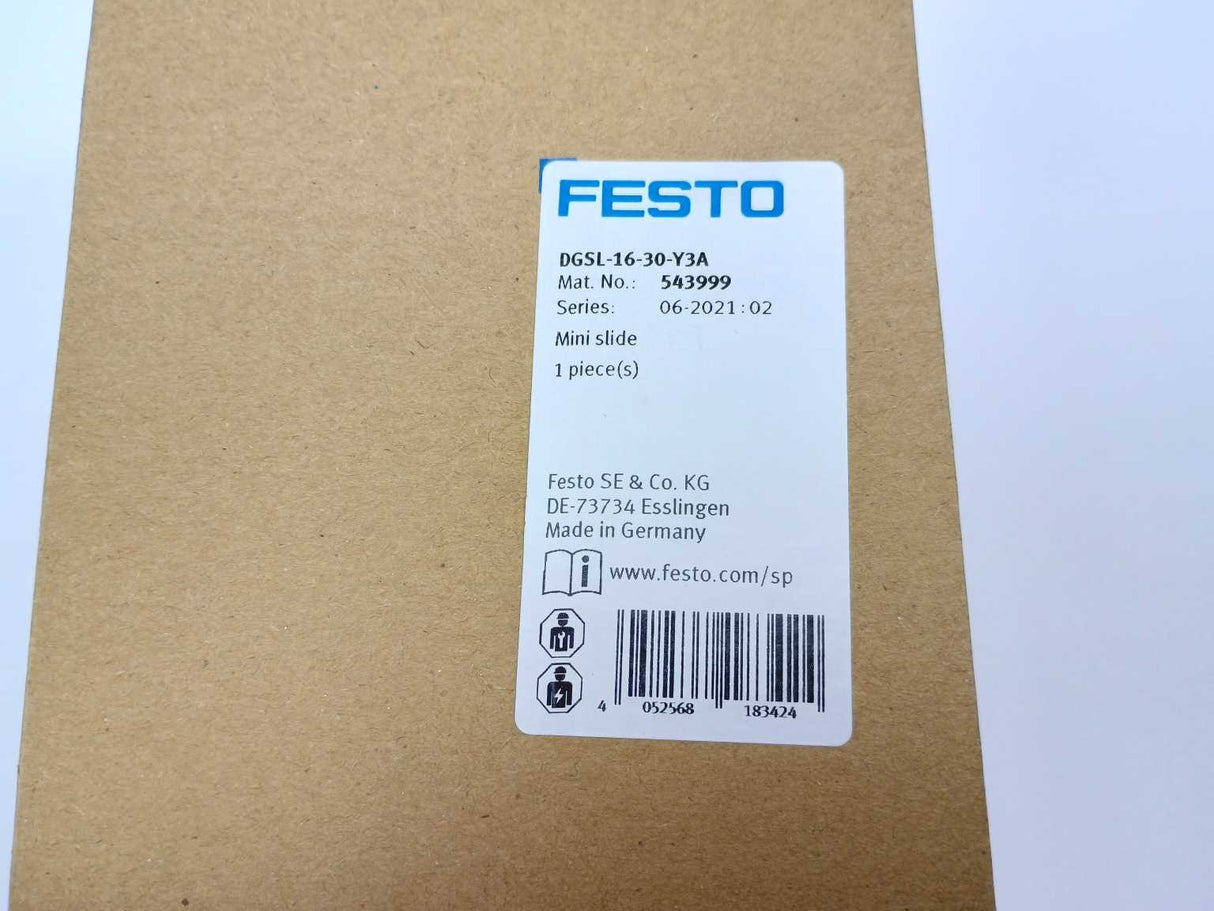 FESTO
DGSL-16-30-Y3A
Mat. No.: 543999
Series: 06-2021:02
Mini slide
1 piece(s)
Festo SE & Co. KG
DE-73734 Esslingen
Made in Germany
i www.festo.com/sp
4 052568 183424